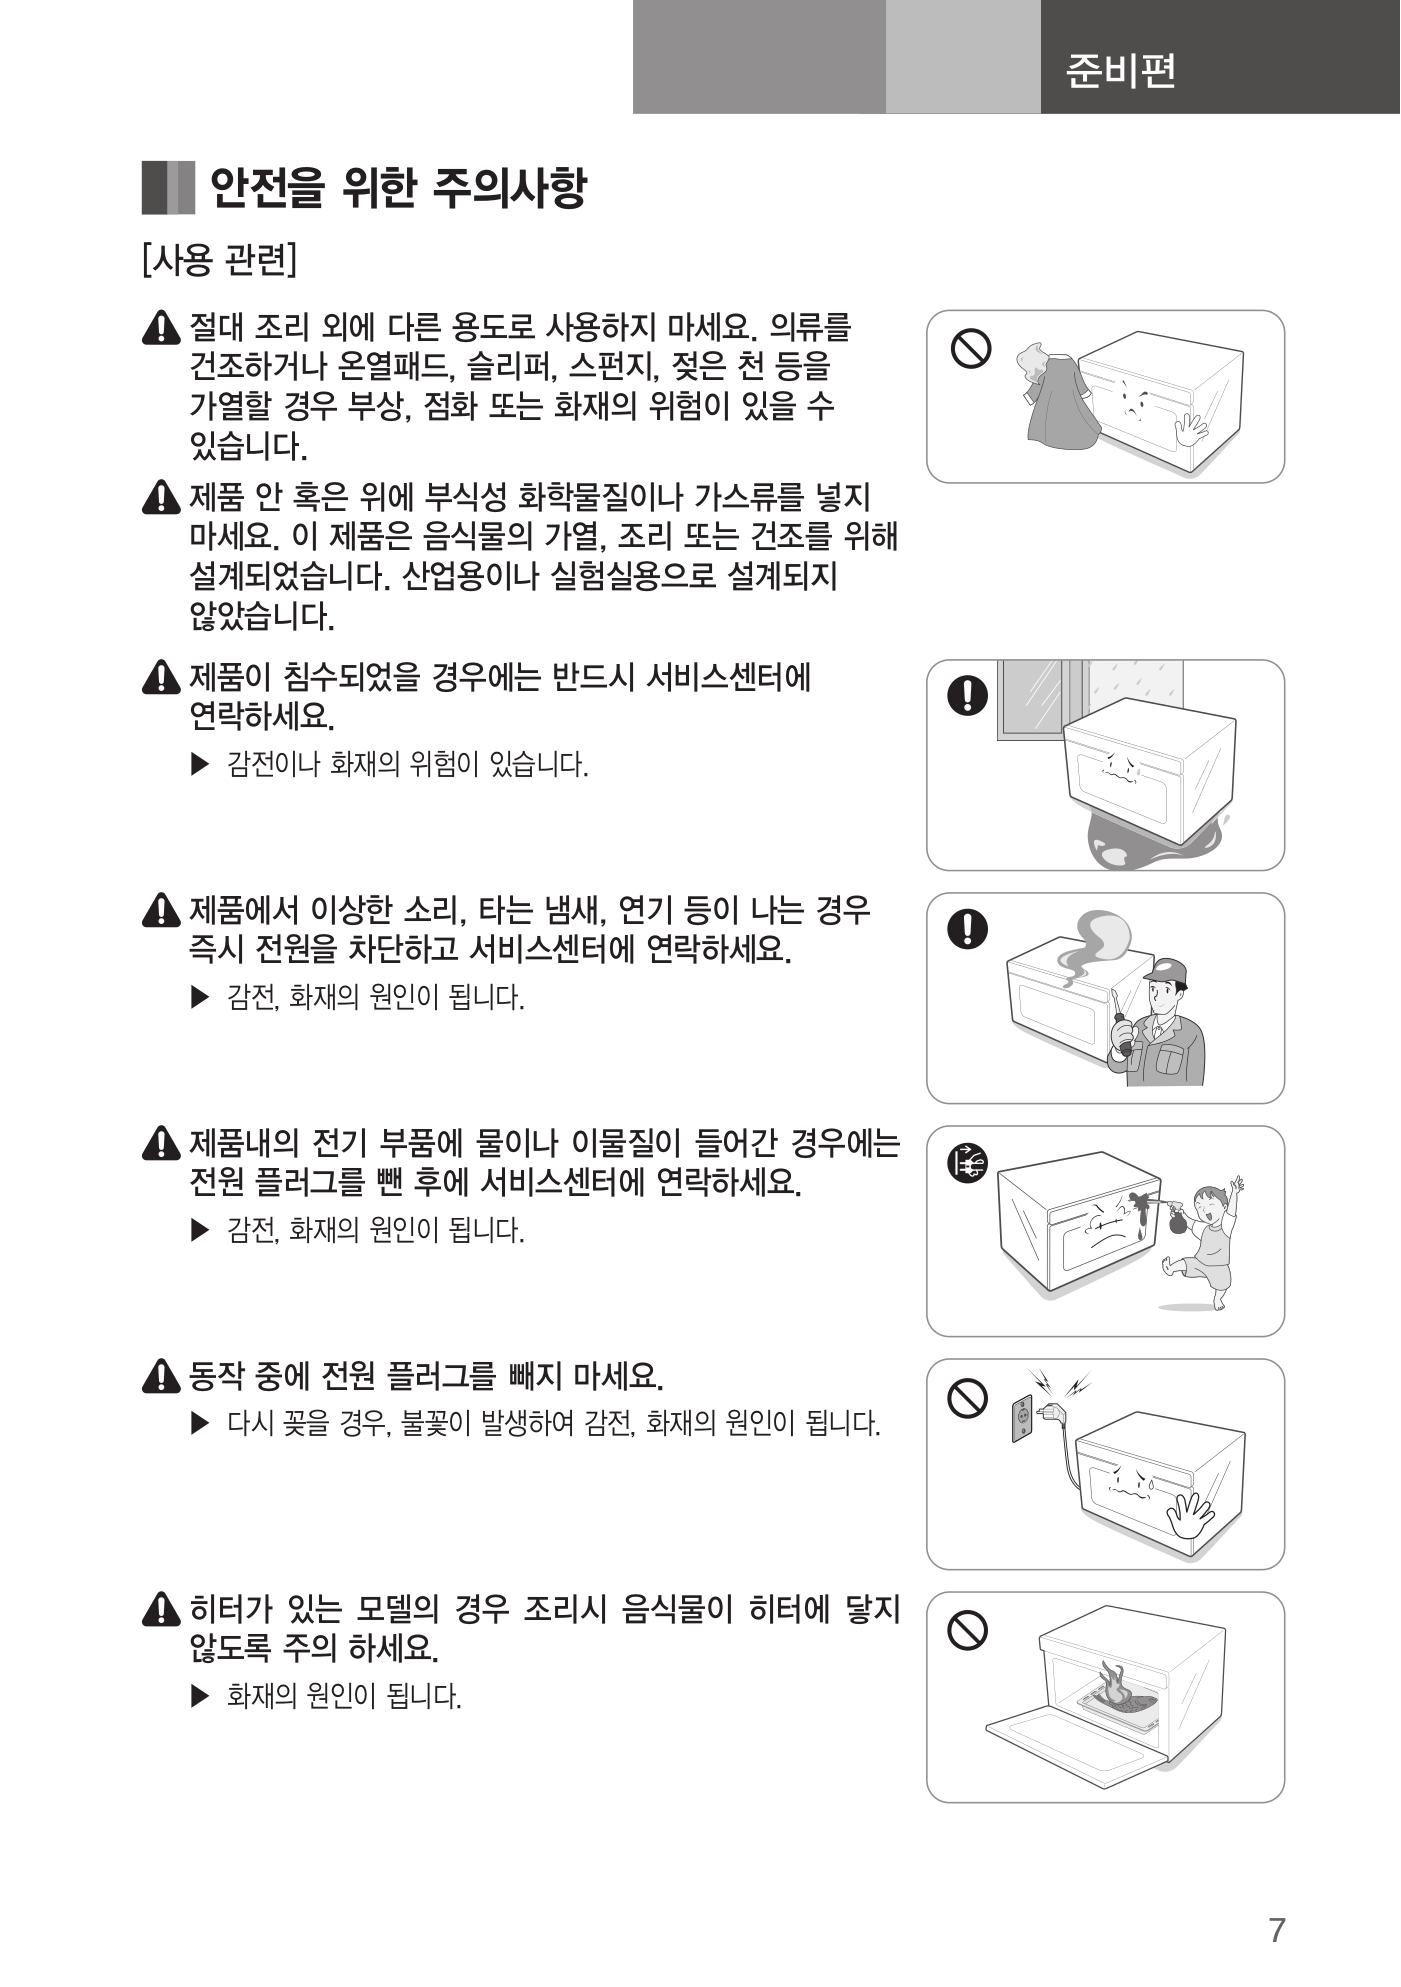 준비편
안전을 위한 주의사항
[사용 관련]
절대 조리 외에 다른 용도로 사용하지 마세요. 의류를
건조하거나 온열패드, 슬리퍼, 스펀지, 젖은 천 등을
가열할 경우 부상, 점화 또는 화재의 위험이 있을 수
있습니다.
제품 안 혹은 위에 부식성 화학물질이나 가스류를 넣지
마세요. 이 제품은 음식물의 가열, 조리 또는 건조를 위해
설계되었습니다. 산업용이나 실험실용으로 설계되지
않았습니다.
제품이 침수되었을 경우에는 반드시 서비스센터에
연락하세요.
▶ 감전이나 화재의 위험이 있습니다.
제품에서 이상한 소리, 타는 냄새, 연기 등이 나는 경우
즉시 전원을 차단하고 서비스센터에 연락하세요.
▶ 감전, 화재의 원인이 됩니다.
제품내의 전기 부품에 물이나 이물질이 들어간 경우에는
전원 플러그를 뺀 후에 서비스센터에 연락하세요.
▶ 감전, 화재의 원인이 됩니다.
동작 중에 전원 플러그를 빼지 마세요.
▶ 다시 꽂을 경우, 불꽃이 발생하여 감전, 화재의 원인이 됩니다.
히터가 있는 모델의 경우 조리시 음식물이 히터에 닿지
않도록 주의 하세요.
▶ 화재의 원인이 됩니다.
7